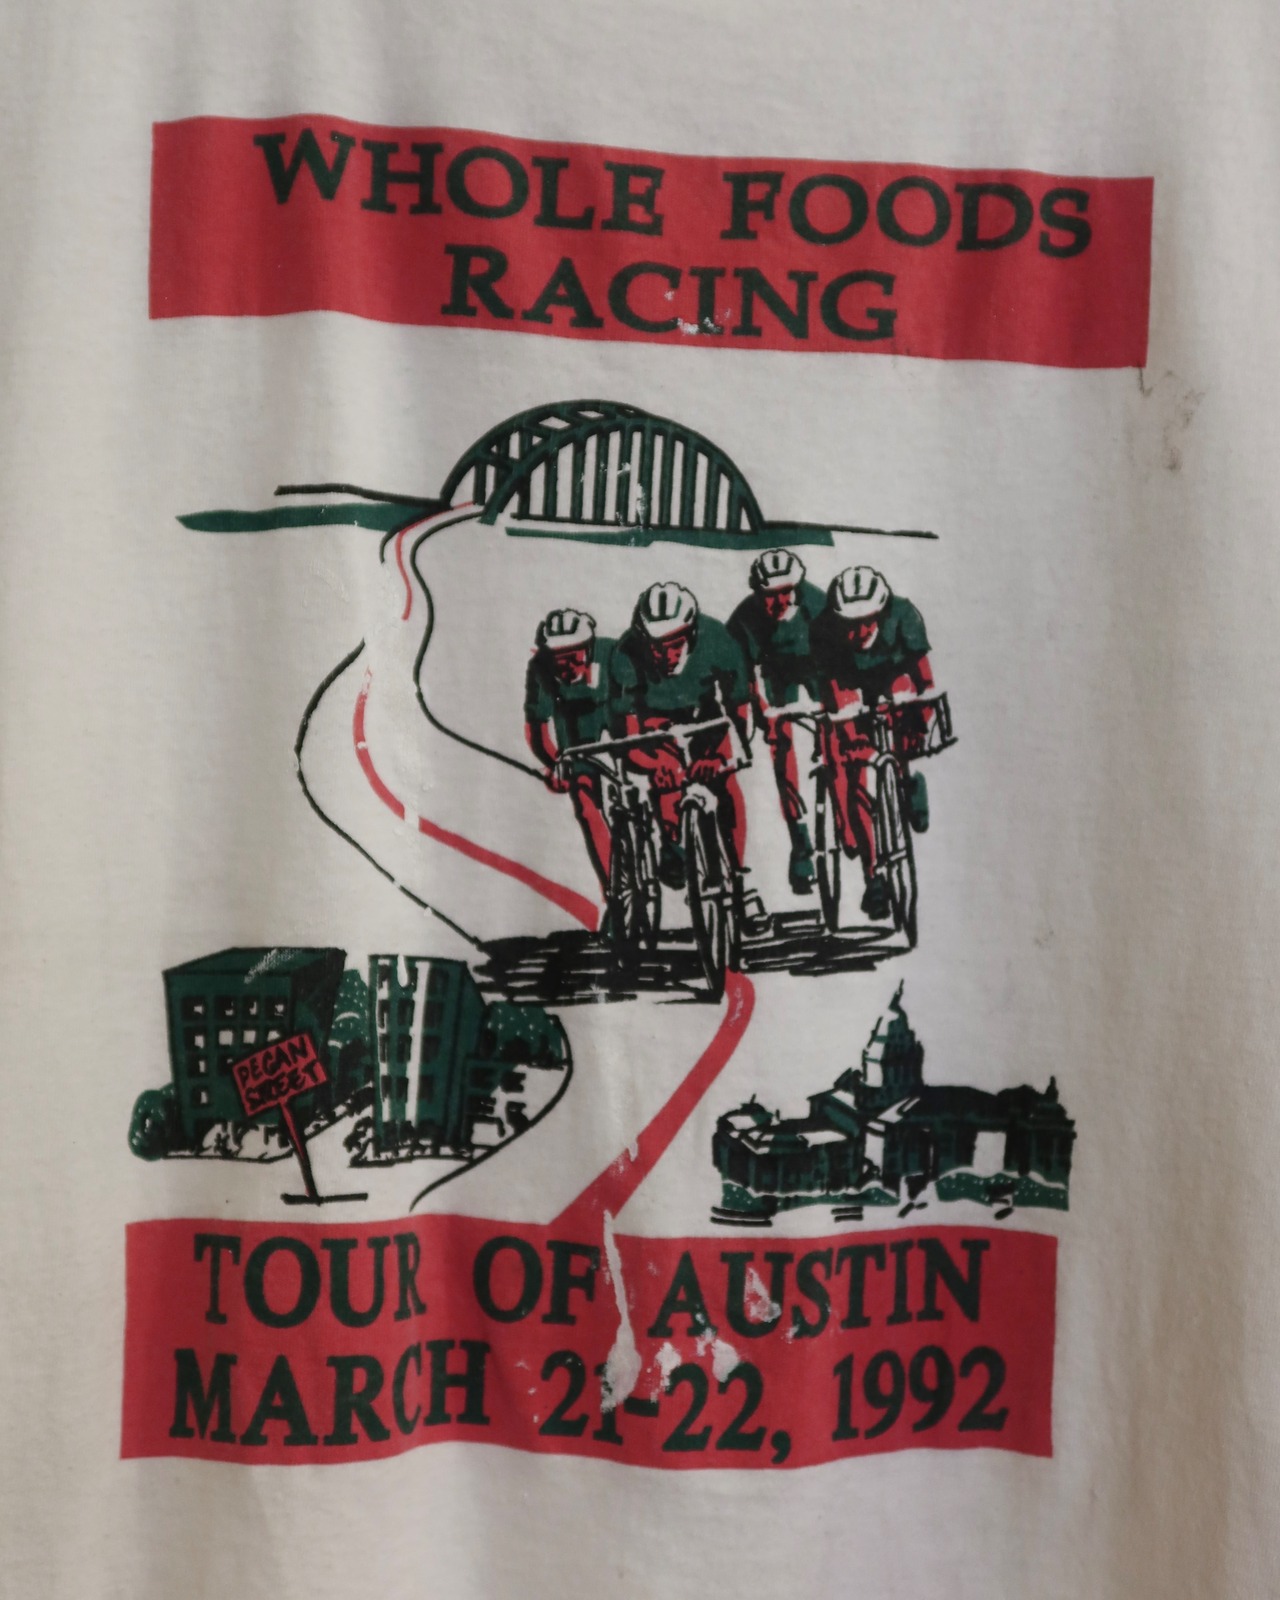 WHOLE FOODS
RACING
PECAN
STREET
TOUR OF AUSTIN
MARCH 21-22, 1992